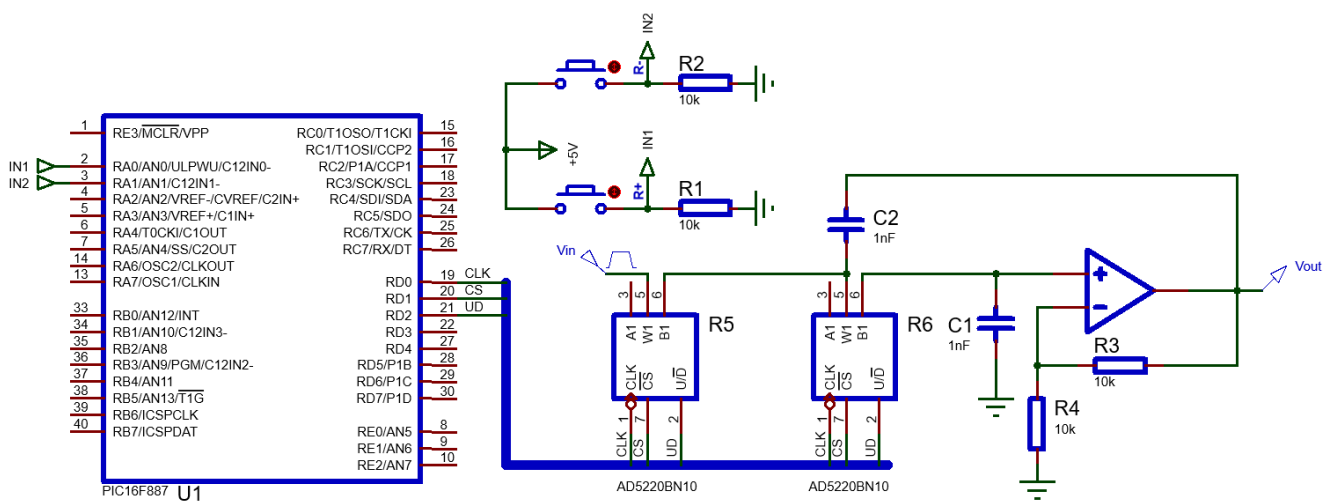 IN2
R-
R2
10k
+5V
IN1
R+
R1
10k
IN1
IN2
1 RE3/MCLR/VPP
2 RA0/AN0/ULPWU/C12IN0-
3 RA1/AN1/C12IN1-
4 RA2/AN2/VREF-/CVREF/C2IN+
5 RA3/AN3/VREF+/C1IN+
6 RA4/T0CKI/C1OUT
7 RA5/AN4/SS/C2OUT
14 RA6/OSC2/CLKOUT
13 RA7/OSC1/CLKIN
33 RB0/AN12/INT
34 RB1/AN10/C12IN3-
35 RB2/AN8
36 RB3/AN9/PGM/C12IN2-
37 RB4/AN11
38 RB5/AN13/T1G
39 RB6/ICSPCLK
40 RB7/ICSPDAT
RC0/T1OSO/T1CKI 15
RC1/T1OSI/CCP2 16
RC2/P1A/CCP1 17
RC3/SCK/SCL 18
RC4/SDI/SDA 23
RC5/SDO 24
RC6/TX/CK 25
RC7/RX/DT 26
RD0 19 CLK
RD1 20 CS
RD2 21 UD
RD3 22
RD4 27
RD5/P1B 28
RD6/P1C 29
RD7/P1D 30
RE0/AN5 8
RE1/AN6 9
RE2/AN7 10
PIC16F887 U1
Vin
C2
1nF
3 5 6
A1 W1 B1
R5
CLK CS U/D
1 7 2
CLK CS UD
AD5220BN10
3 5 6
A1 W1 B1
R6
CLK CS U/D
1 7 2
CLK CS UD
AD5220BN10
C1
1nF
Vout
R3
10k
R4
10k